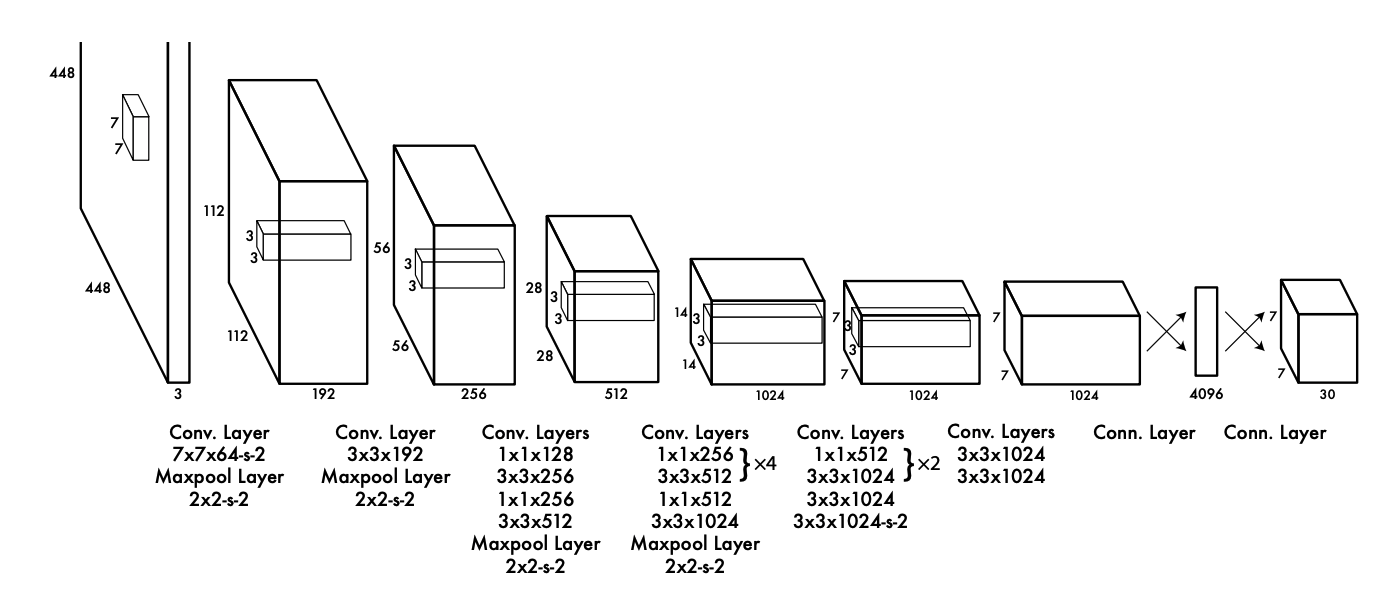 448
7
7
448
3
112
3
3
112
192
56
3
3
56
256
28
3
3
28
512
14
3
3
14
1024
7
3
3
7
1024
7
7
1024
4096
7
7
30
Conv. Layer
7x7x64-s-2
Maxpool Layer
2x2-s-2
Conv. Layer
3x3x192
Maxpool Layer
2x2-s-2
Conv. Layers
1x1x128
3x3x256
1x1x256
3x3x512
Maxpool Layer
2x2-s-2
Conv. Layers
1x1x256
3x3x512
}×4
1x1x512
3x3x1024
Maxpool Layer
2x2-s-2
Conv. Layers
1x1x512
3x3x1024
}×2
3x3x1024
3x3x1024-s-2
Conv. Layers
3x3x1024
3x3x1024
Conn. Layer
Conn. Layer